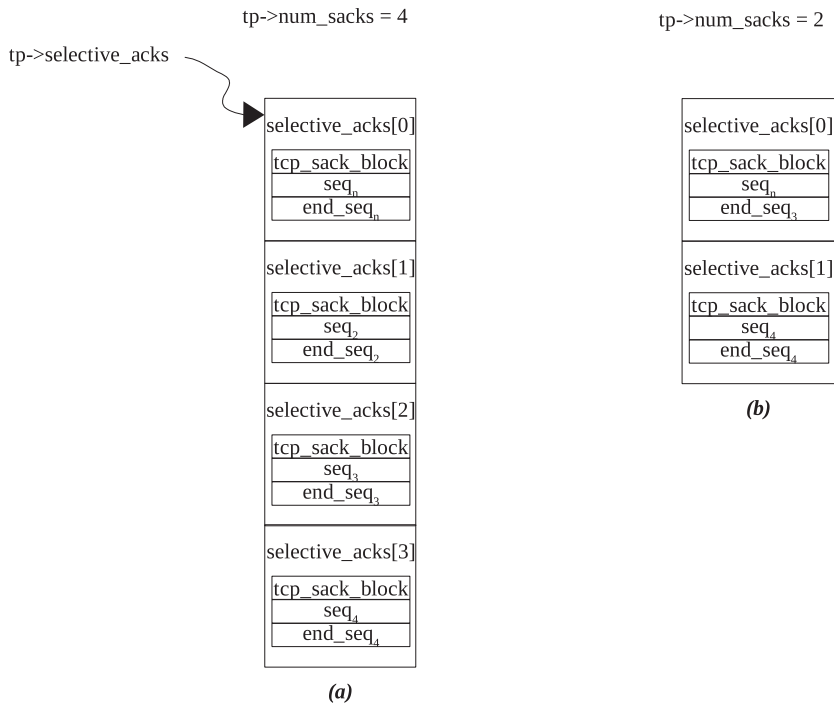 tp->num_sacks = 4
tp->selective_acks
selective_acks[0]
tcp_sack_block
seqₙ
end_seqₙ
selective_acks[1]
tcp_sack_block
seq₂
end_seq₂
selective_acks[2]
tcp_sack_block
seq₃
end_seq₃
selective_acks[3]
tcp_sack_block
seq₄
end_seq₄
(a)
tp->num_sacks = 2
selective_acks[0]
tcp_sack_block
seqₙ
end_seq₃
selective_acks[1]
tcp_sack_block
seq₄
end_seq₄
(b)